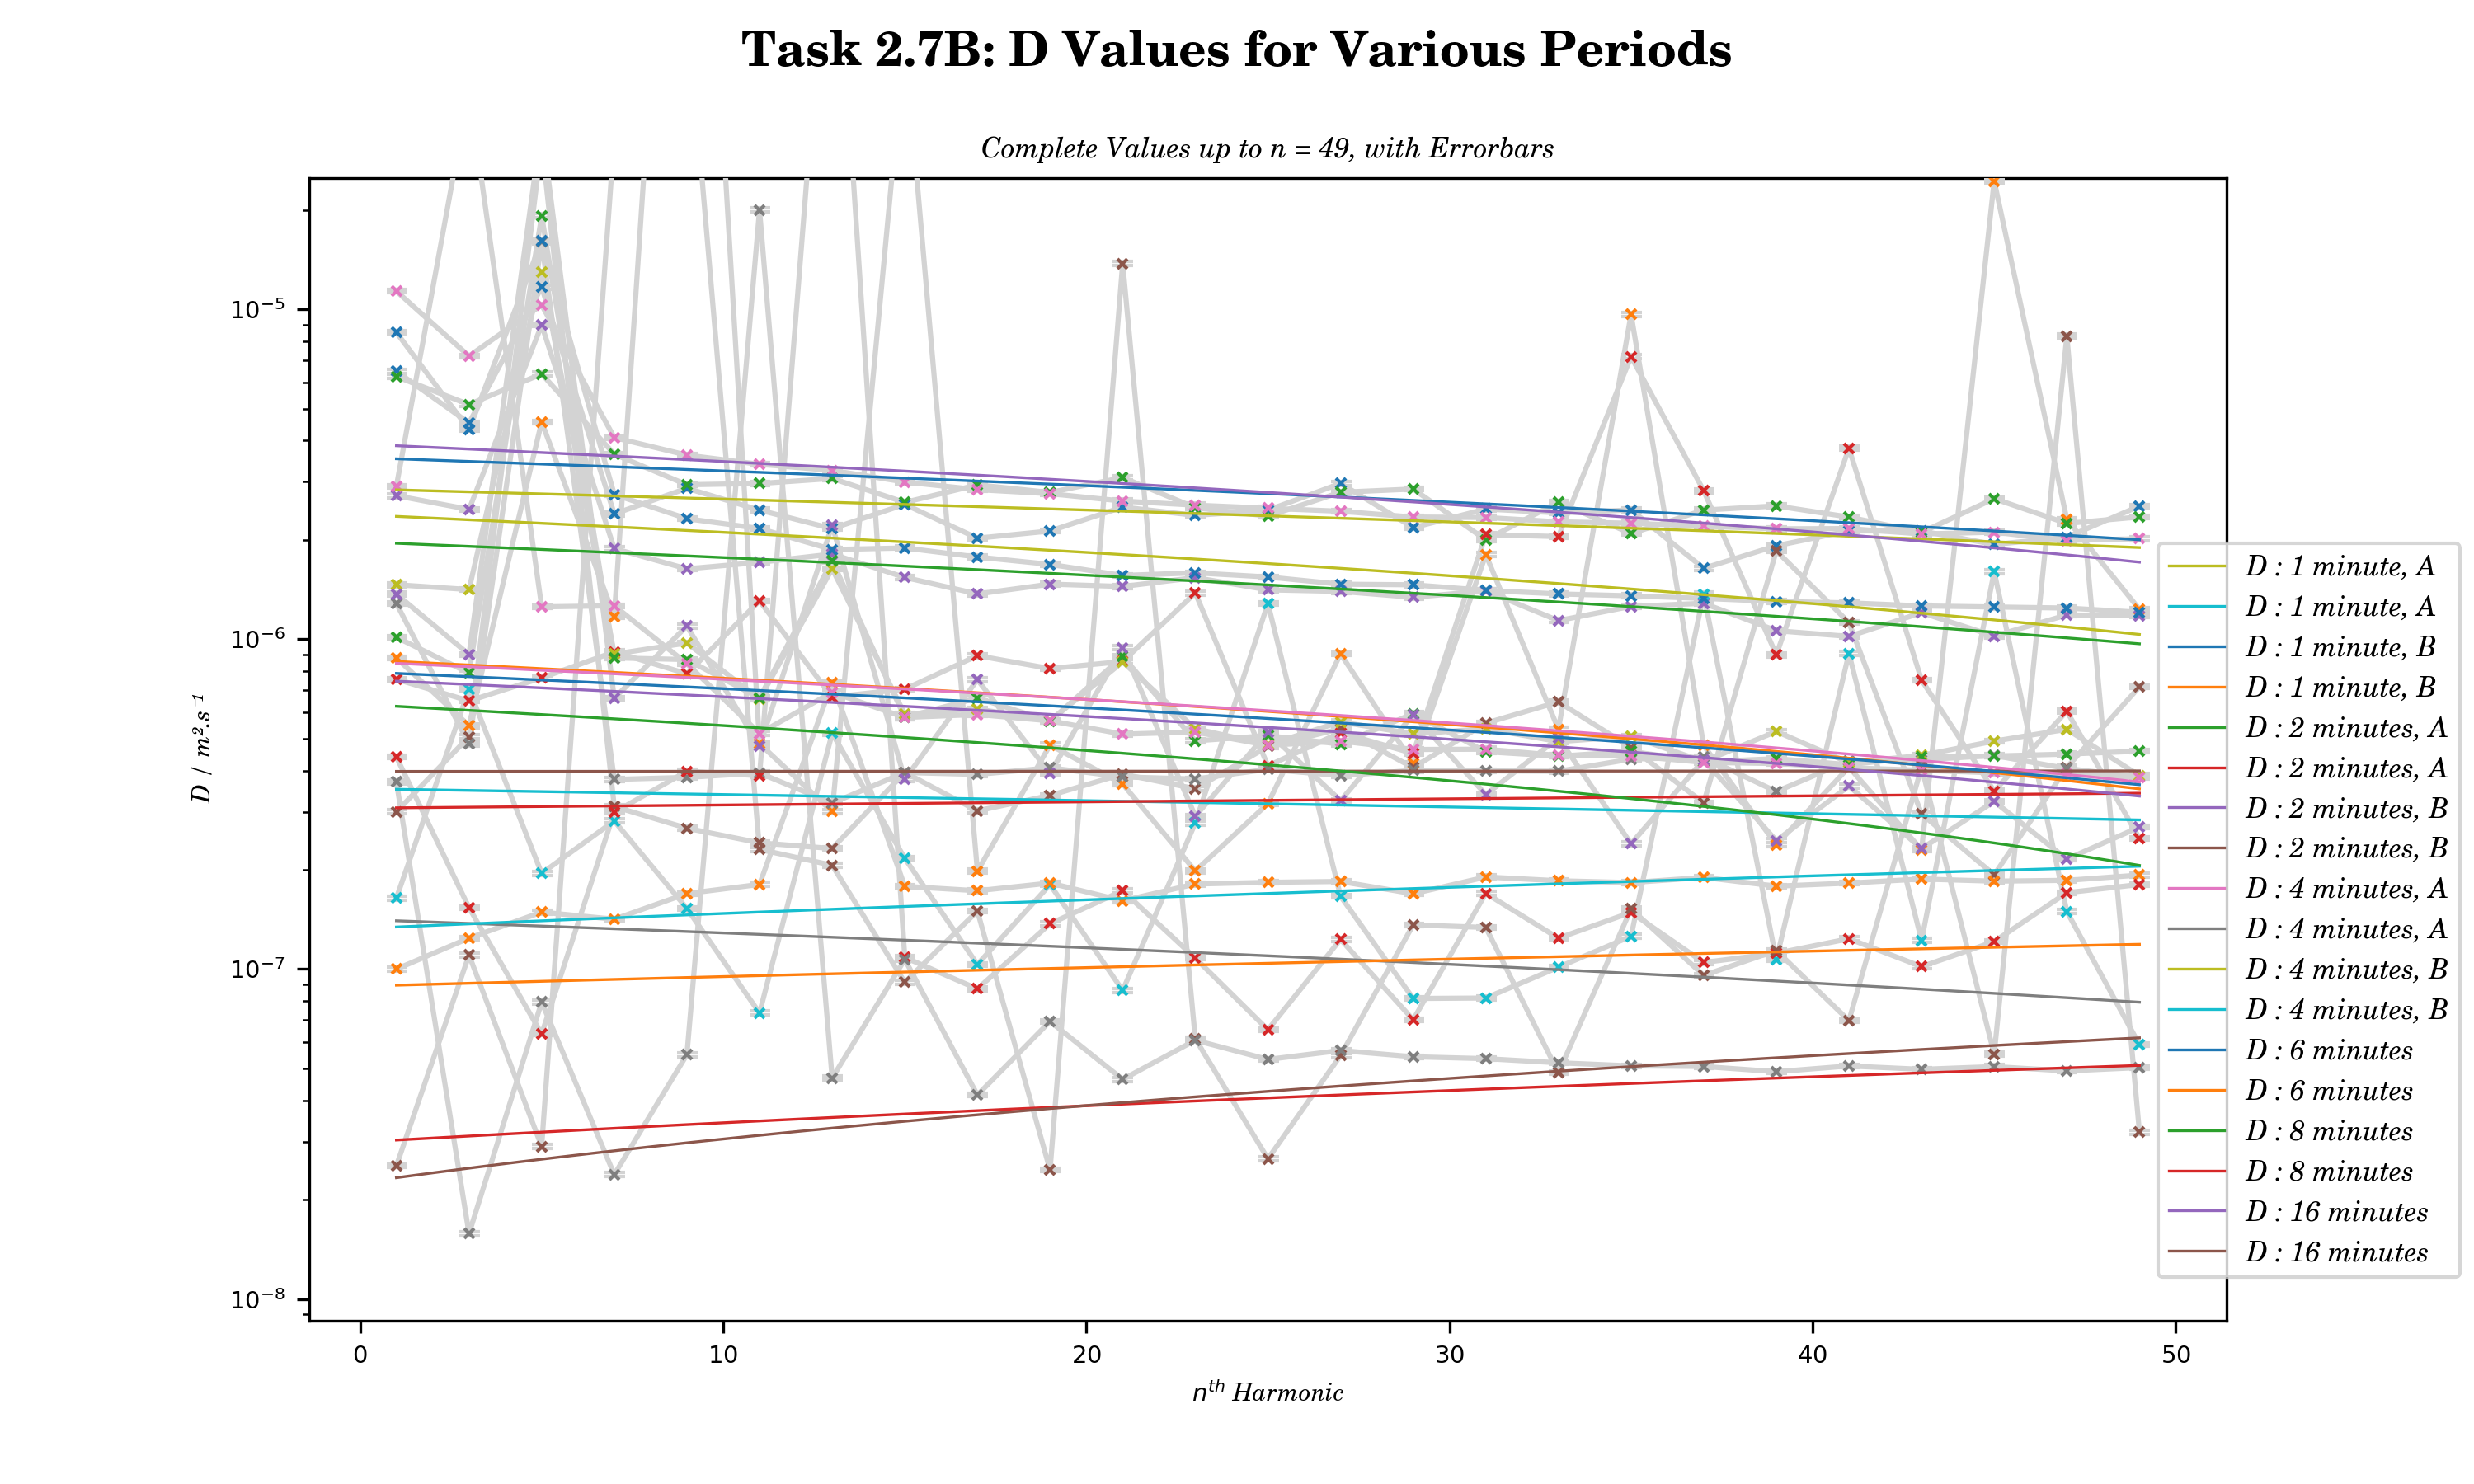 Task 2.7B: D Values for Various Periods
Complete Values up to n = 49, with Errorbars
D / m².s⁻¹
10⁻⁵
10⁻⁶
10⁻⁷
10⁻⁸
0 10 20 30 40 50
nᵗʰ Harmonic
D : 1 minute, A
D : 1 minute, A
D : 1 minute, B
D : 1 minute, B
D : 2 minutes, A
D : 2 minutes, A
D : 2 minutes, B
D : 2 minutes, B
D : 4 minutes, A
D : 4 minutes, A
D : 4 minutes, B
D : 4 minutes, B
D : 6 minutes
D : 6 minutes
D : 8 minutes
D : 8 minutes
D : 16 minutes
D : 16 minutes